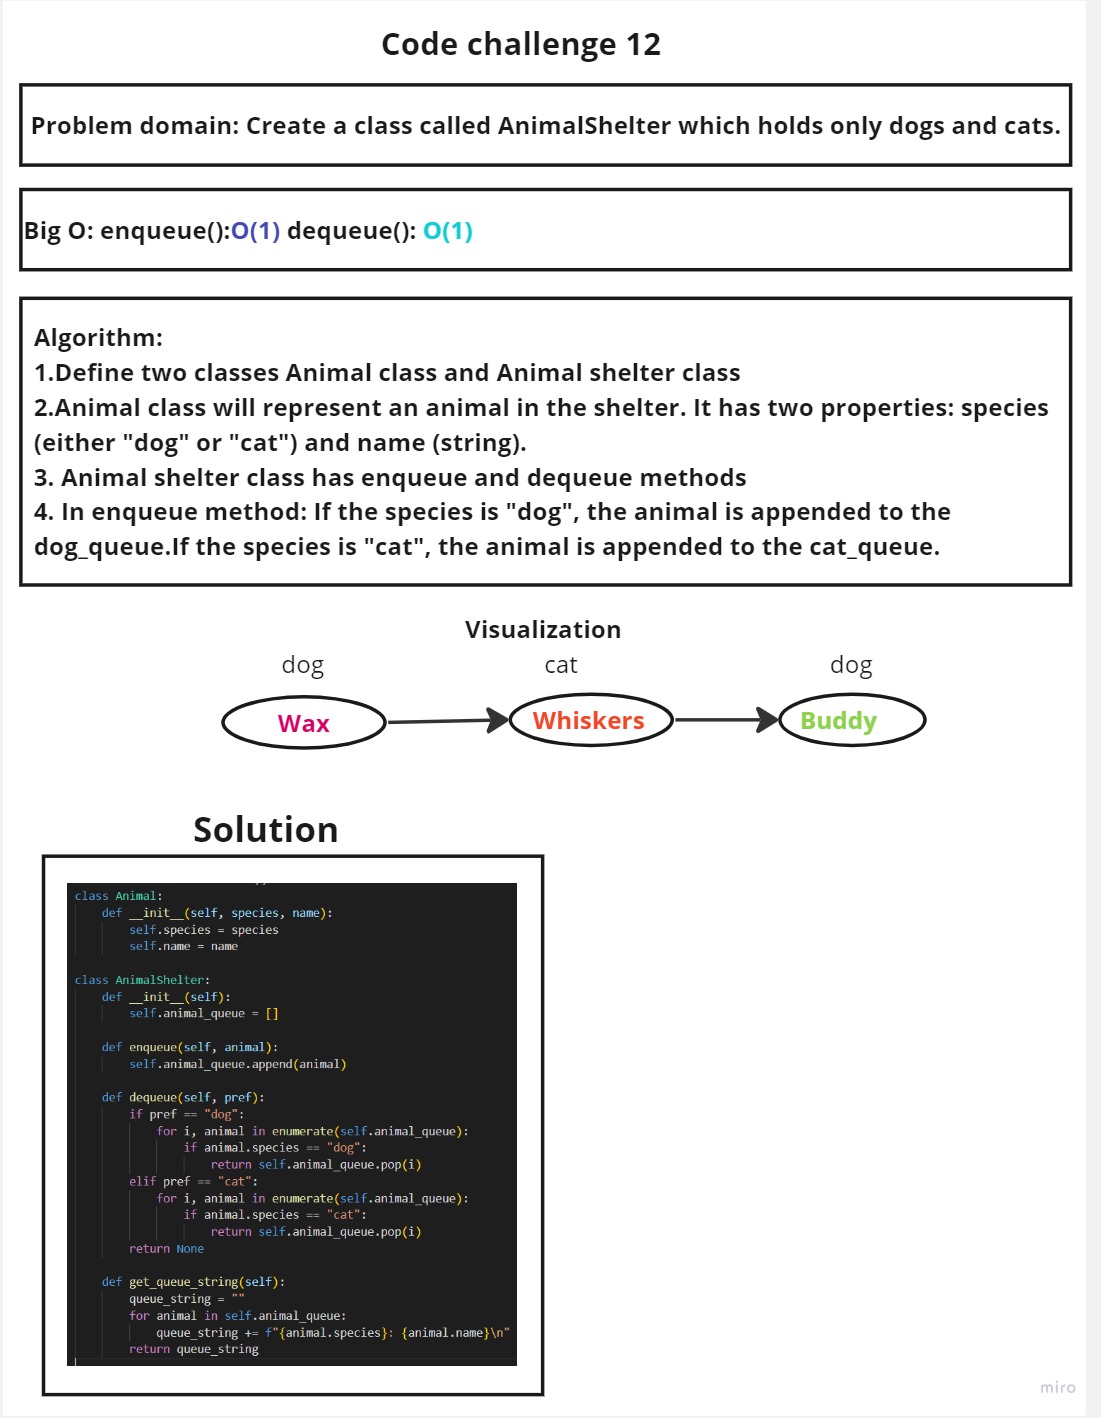 Code challenge 12
Problem domain: Create a class called AnimalShelter which holds only dogs and cats.
Big O: enqueue():O(1) dequeue(): O(1)
Algorithm:
1.Define two classes Animal class and Animal shelter class
2.Animal class will represent an animal in the shelter. It has two properties: species
(either "dog" or "cat") and name (string).
3. Animal shelter class has enqueue and dequeue methods
4. In enqueue method: If the species is "dog", the animal is appended to the
dog_queue.If the species is "cat", the animal is appended to the cat_queue.
Visualization
dog cat dog
Wax Whiskers Buddy
Solution
class Animal:
    def __init__(self, species, name):
        self.species = species
        self.name = name
class AnimalShelter:
    def __init__(self):
        self.animal_queue = []
    def enqueue(self, animal):
        self.animal_queue.append(animal)
    def dequeue(self, pref):
        if pref == "dog":
            for i, animal in enumerate(self.animal_queue):
                if animal.species == "dog":
                    return self.animal_queue.pop(i)
        elif pref == "cat":
            for i, animal in enumerate(self.animal_queue):
                if animal.species == "cat":
                    return self.animal_queue.pop(i)
        return None
    def get_queue_string(self):
        queue_string = ""
        for animal in self.animal_queue:
            queue_string += f"{animal.species}: {animal.name}\n"
        return queue_string
miro